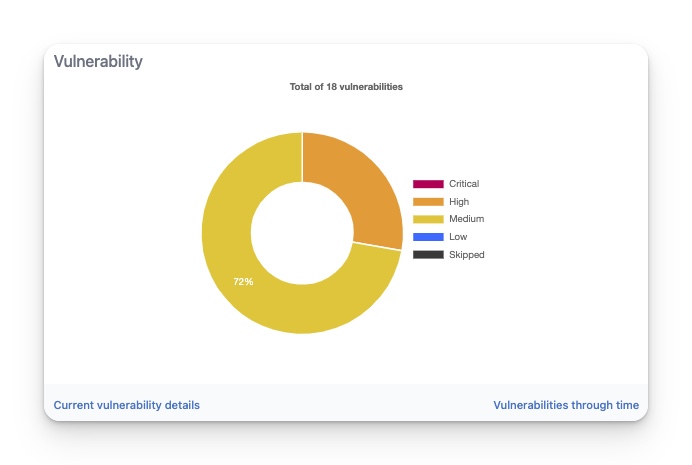 Vulnerability
Total of 18 vulnerabilities
Critical
High
Medium
Low
Skipped
72%
Current vulnerability details
Vulnerabilities through time